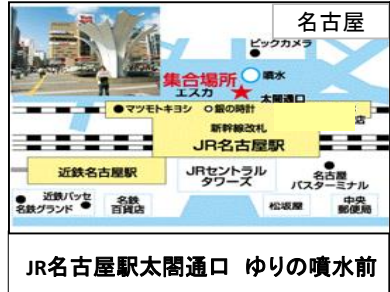 名古屋
ビックカメラ
噴水
集合場所
エスカ
太閤通口
マツモトキヨシ
銀の時計
店
新幹線改札
JR名古屋駅
近鉄名古屋駅
JRセントラル
タワーズ
名古屋
バスターミナル
近鉄パッセ
名鉄グランド
名鉄
百貨店
松坂屋
中央
郵便局
JR名古屋駅太閤通口 ゆりの噴水前